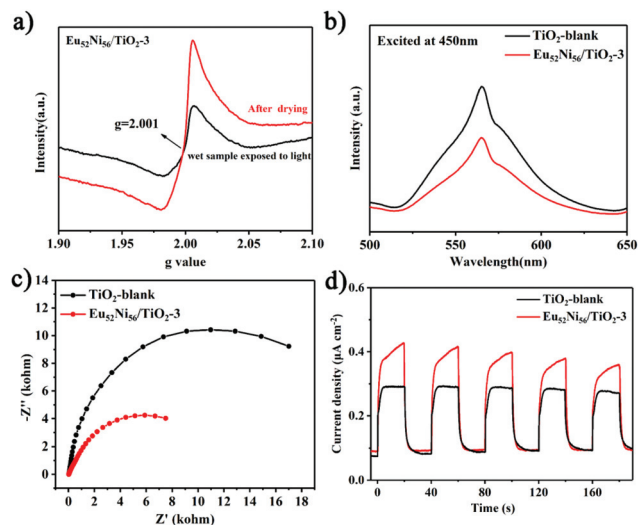 a)
Eu₅₂Ni₅₆/TiO₂-3
After drying
g=2.001
wet sample exposed to light
Intensity(a.u.)
1.90 1.95 2.00 2.05 2.10
g value
b)
Excited at 450nm
TiO₂-blank
Eu₅₂Ni₅₆/TiO₂-3
Intensity (a.u.)
500 550 600 650
Wavelength(nm)
c)
TiO₂-blank
Eu₅₂Ni₅₆/TiO₂-3
-Z'' (kohm)
14
12
10
8
6
4
2
0
0 2 4 6 8 10 12 14 16 18
Z' (kohm)
d)
TiO₂-blank
Eu₅₂Ni₅₆/TiO₂-3
Current density (μA cm⁻²)
0.6
0.4
0.2
0.0
0 40 80 120 160
Time (s)